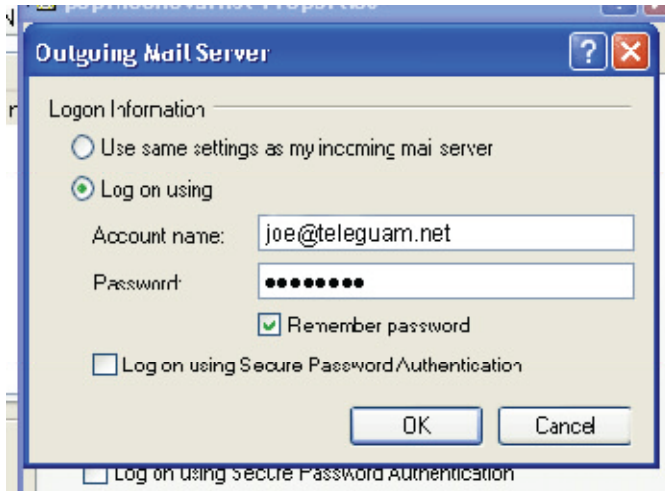 Outgoing Mail Server
Logon Information
Use same settings as my incoming mail server
Log on using
Account name: joe@teleguam.net
Password: ●●●●●●●●
Remember password
Log on using Secure Password Authentication
OK Cancel
Log on using Secure Password Authentication